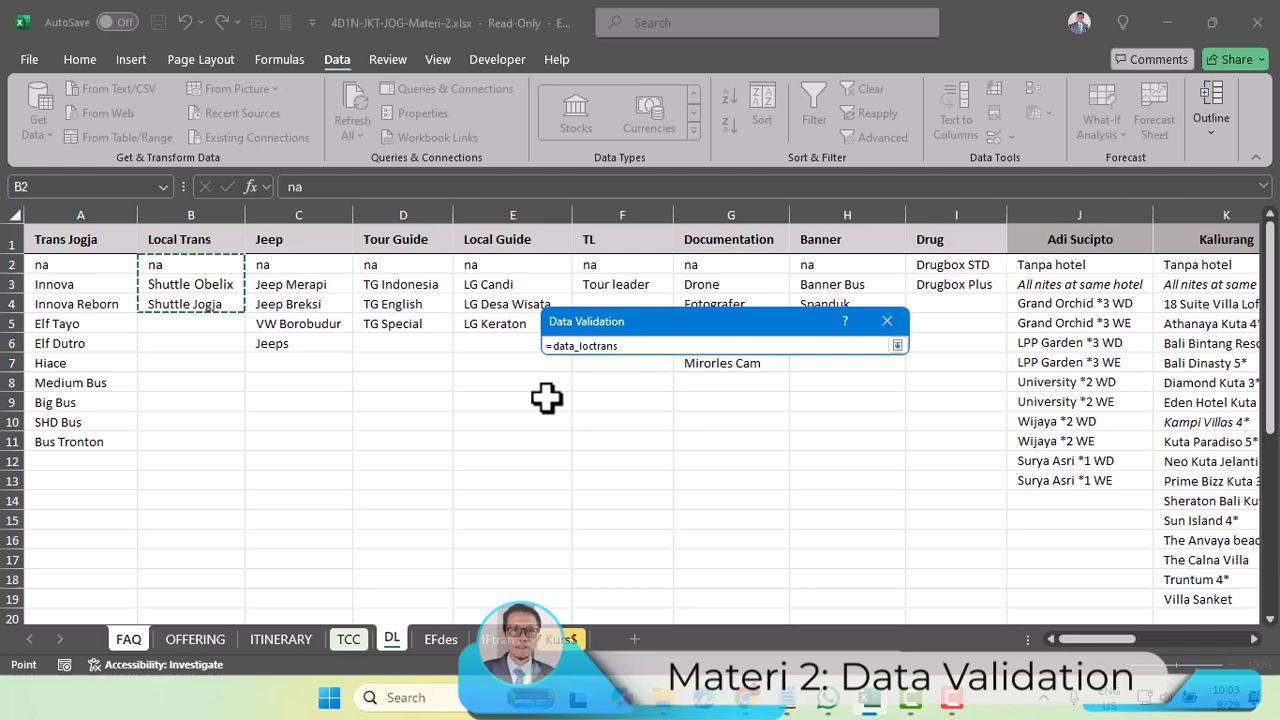 AutoSave Off 4D1N-JKT-JOG-Materi-2.xlsx - Read-Only - E... Search
File Home Insert Page Layout Formulas Data Review View Developer Help Comments Share
Get Data From Text/CSV From Picture Refresh All Queries & Connections Stocks Currencies Sort Filter Clear Text to Columns What-If Analysis Forecast Sheet Outline
From Web Recent Sources Properties Reapply
From Table/Range Existing Connections Workbook Links Advanced
Get & Transform Data Queries & Connections Data Types Sort & Filter Data Tools Forecast
B2 fx na
A B C D E F G H I J K
1 Trans Jogja Local Trans Jeep Tour Guide Local Guide TL Documentation Banner Drug Adi Sucipto Kaliurang
2 na na na na na na na na Drugbox STD Tanpa hotel Tanpa hotel
3 Innova Shuttle Obelix Jeep Merapi TG Indonesia LG Candi Tour leader Drone Banner Bus Drugbox Plus All nites at same hotel All nites at same
4 Innova Reborn Shuttle Jogja Jeep Breksi TG English LG Desa Wisata Fotografer Spanduk Grand Orchid *3 WD 18 Suite Villa Lof
5 Elf Tayo VW Borobudur TG Special LG Keraton Grand Orchid *3 WE Athanaya Kuta 4*
Data Validation ?
=data_loctrans
6 Elf Dutro Jeeps LPP Garden *3 WD Bali Bintang Reso
7 Hiace Mirorles Cam LPP Garden *3 WE Bali Dinasty 5*
8 Medium Bus University *2 WD Diamond Kuta 3*
9 Big Bus University *2 WE Eden Hotel Kuta
10 SHD Bus Wijaya *2 WD Kampi Villas 4*
11 Bus Tronton Wijaya *2 WE Kuta Paradiso 5*
12 Surya Asri *1 WD Neo Kuta Jelanti
13 Surya Asri *1 WE Prime Bizz Kuta 3
14 Sheraton Bali Kut
15 Sun Island 4*
16 The Anvaya beac
17 The Calna Villa
18 Truntum 4*
19 Villa Sanket
20
FAQ OFFERING ITINERARY TCC DL EFdes IFtrans Kurs$
Point Accessibility: Investigate 100%
Materi 2: Data Validation
Search ENG 10:03
9/29